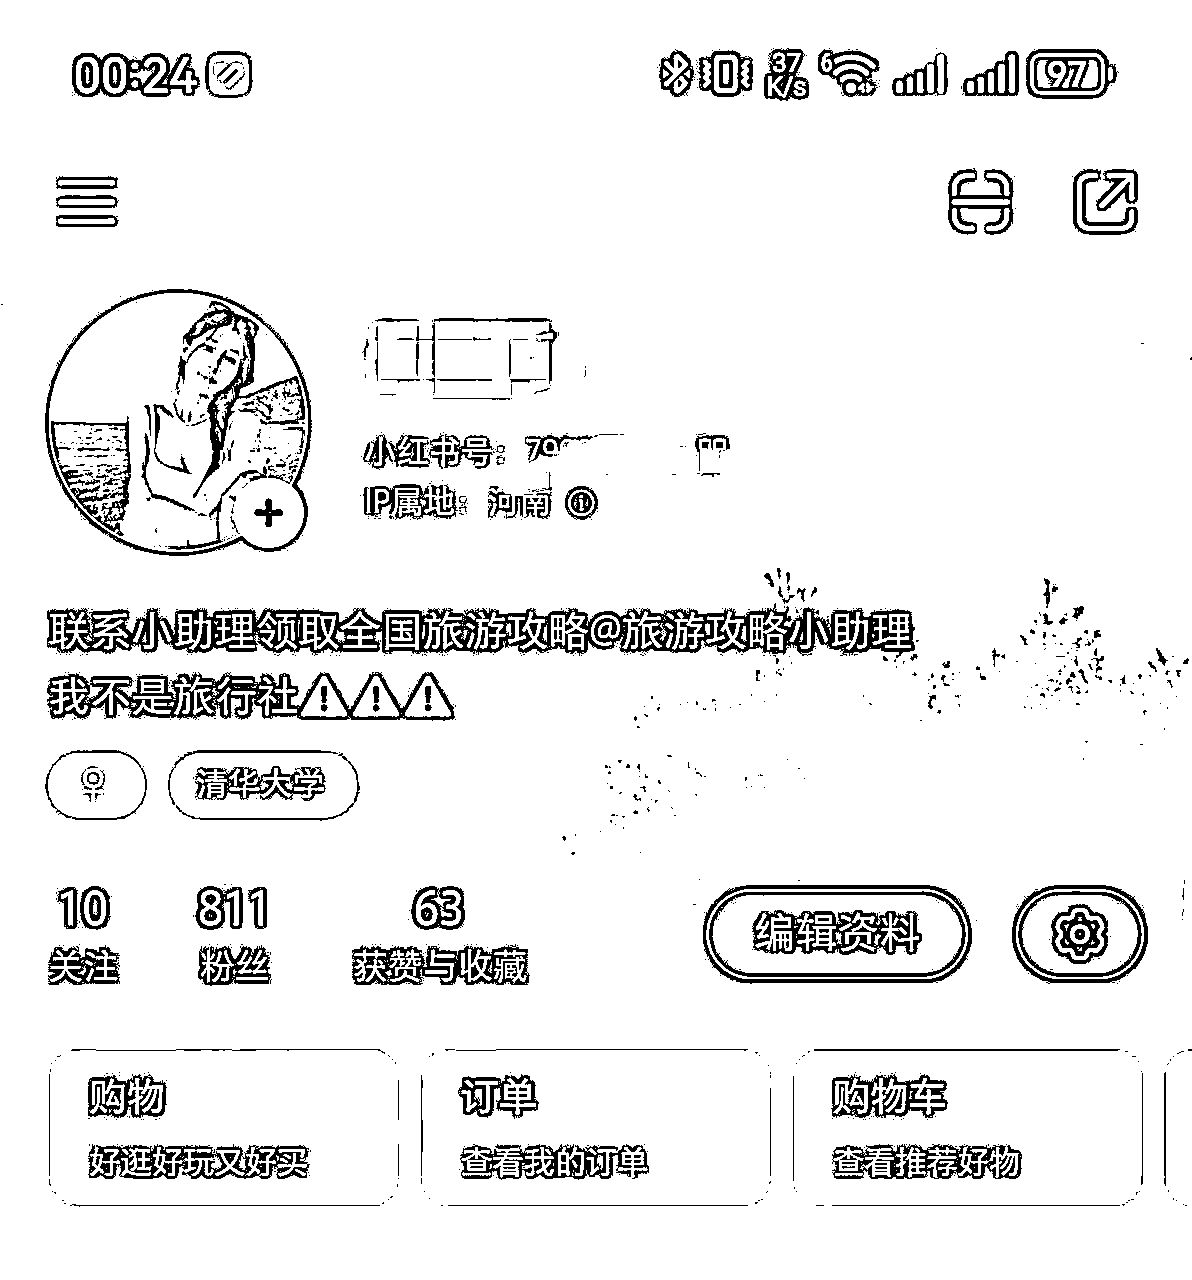 00:24
37 K/s 6 97
小红书号：79
IP属地：河南
联系小助理领取全国旅游攻略@旅游攻略小助理
我不是旅行社⚠⚠⚠
清华大学
10 811 63
关注 粉丝 获赞与收藏
编辑资料
购物 订单 购物车
好逛好玩又好买 查看我的订单 查看推荐好物